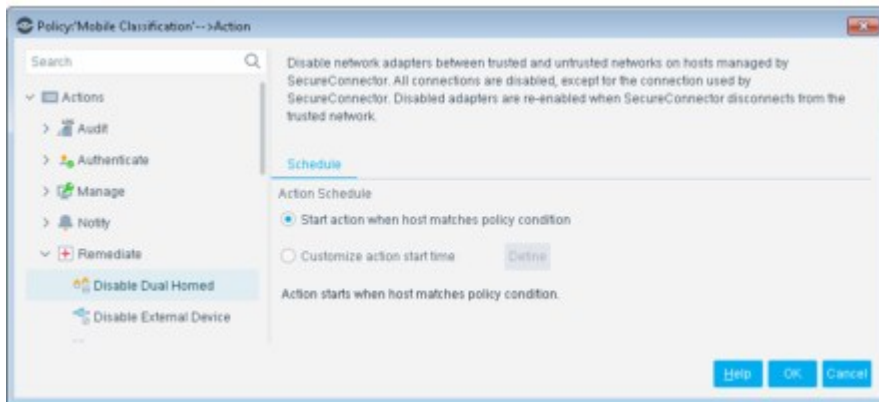 Policy:'Mobile Classification'-->Action
Search
Actions
Audit
Authenticate
Manage
Notify
Remediate
Disable Dual Homed
Disable External Device
Disable network adapters between trusted and untrusted networks on hosts managed by
SecureConnector. All connections are disabled, except for the connection used by
SecureConnector. Disabled adapters are re-enabled when SecureConnector disconnects from the
trusted network.
Schedule
Action Schedule
Start action when host matches policy condition
Customize action start time
Define
Action starts when host matches policy condition.
Help
OK
Cancel